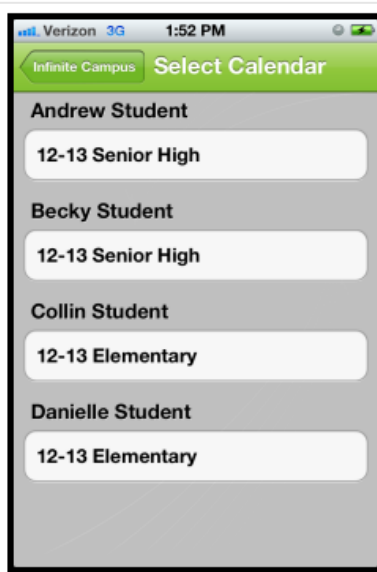 Verizon 3G 1:52 PM
Infinite Campus Select Calendar
Andrew Student
12-13 Senior High
Becky Student
12-13 Senior High
Collin Student
12-13 Elementary
Danielle Student
12-13 Elementary